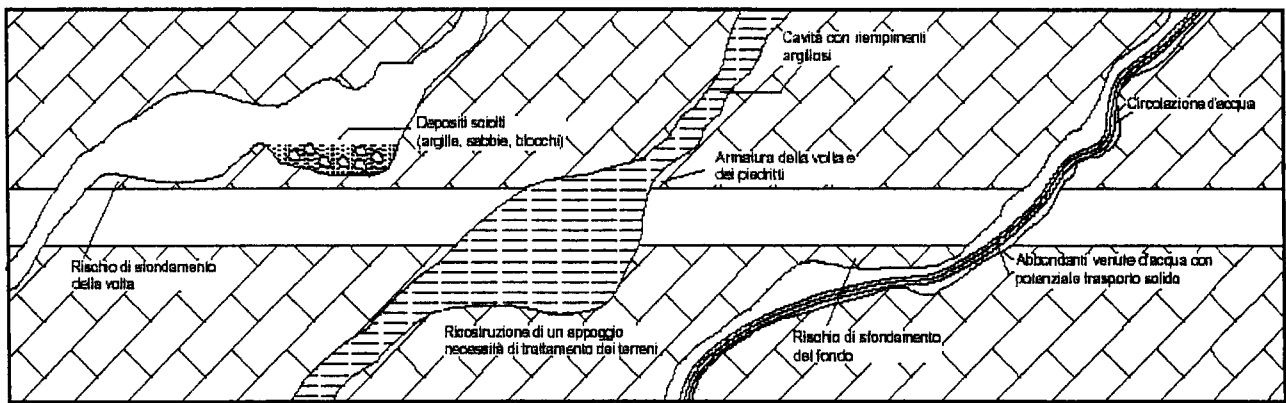 Cavità con riempimenti
argillosi
Circolazione d'acqua
Depositi sciolti
(argille, sabbie, blocchi)
Armatura della volta e
dei piedritti
Rischio di sfondamento
della volta
Abbondanti venute d'acqua con
potenziale trasporto solido
Ricostruzione di un appoggio
necessità di trattamento dei terreni
Rischio di sfondamento
del fondo